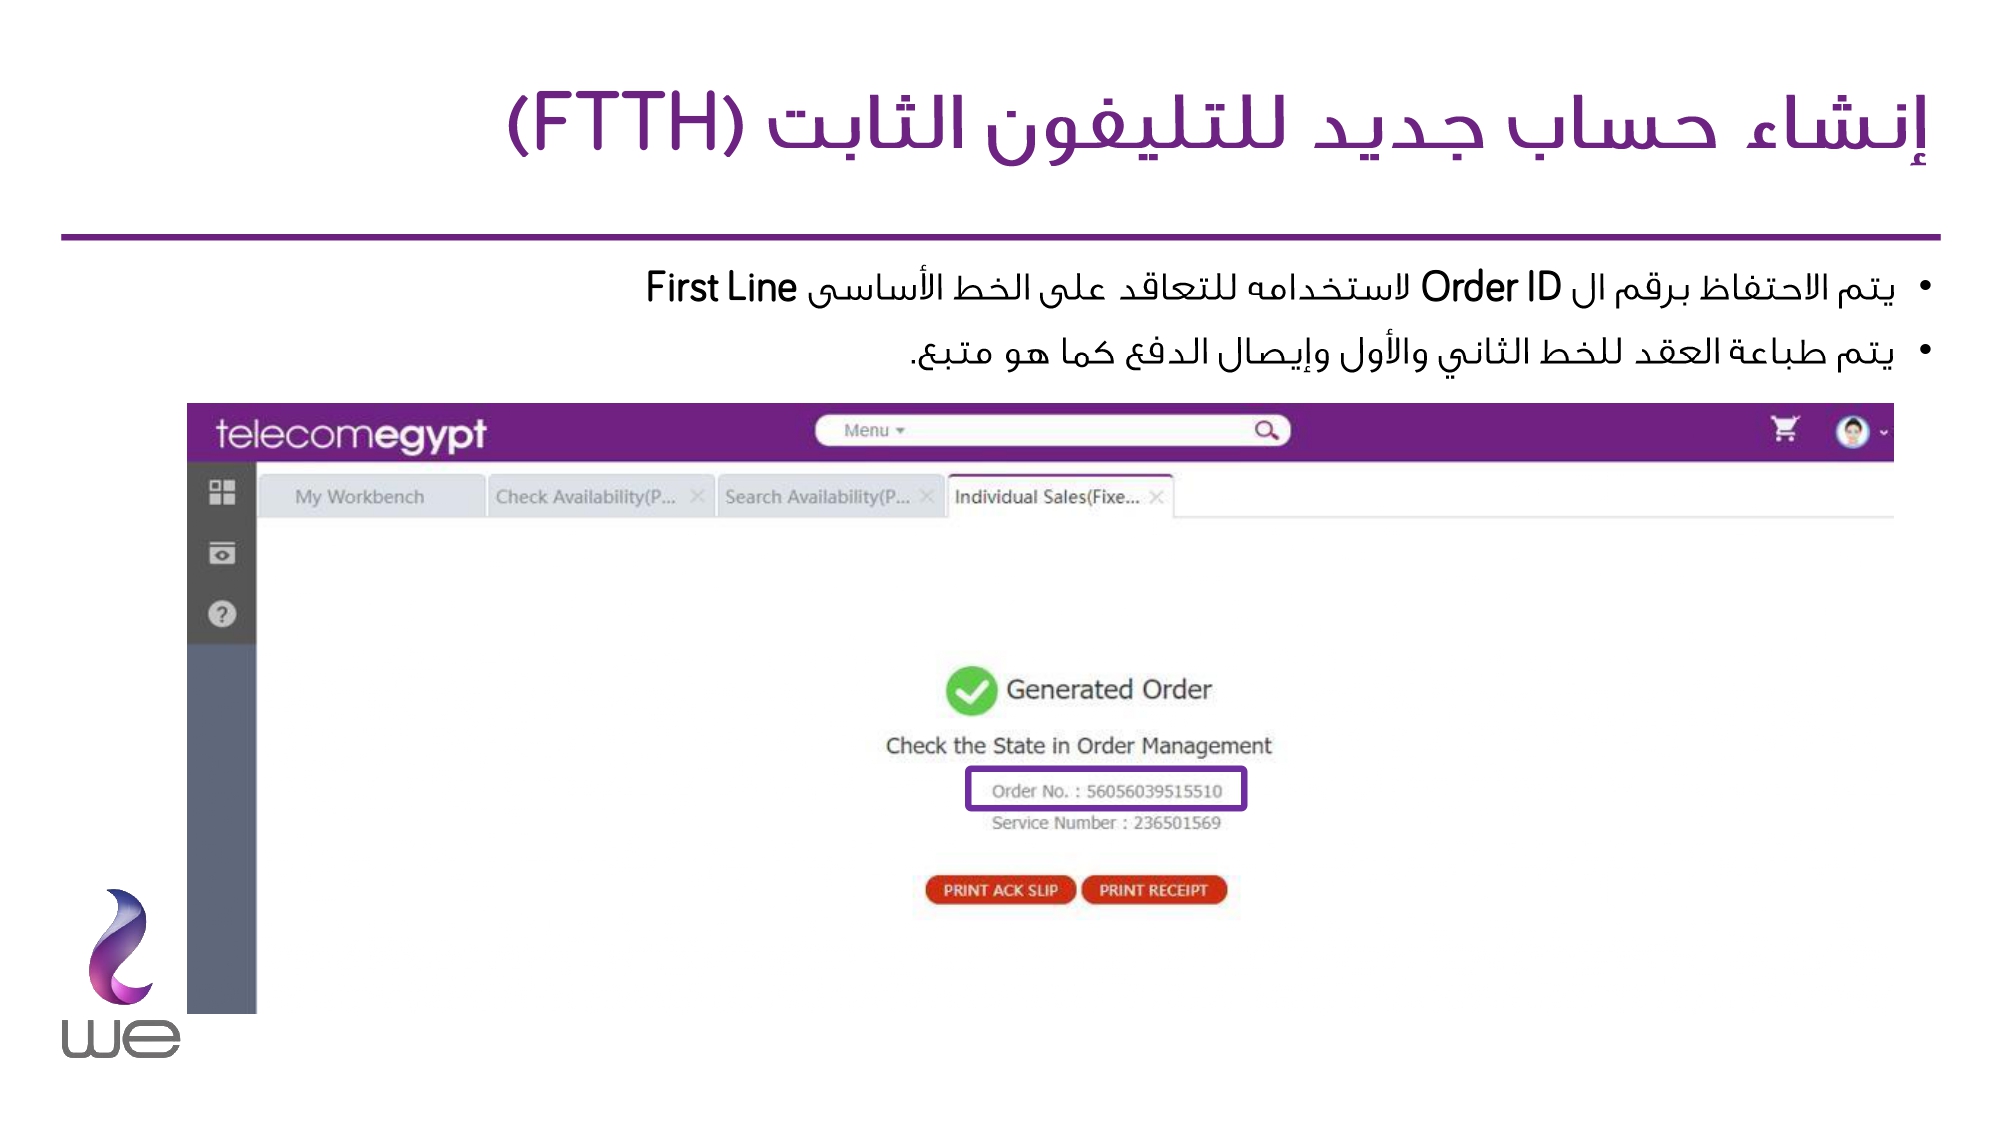 إنشاء حساب جديد للتليفون الثابت (FTTH)
• يتم الاحتفاظ برقم ال Order ID لاستخدامه للتعاقد على الخط الأساسى First Line
• يتم طباعة العقد للخط الثاني والأول وإيصال الدفع كما هو متبع.
telecomegypt
Menu
My Workbench Check Availability(P... Search Availability(P... Individual Sales(Fixe...
Generated Order
Check the State in Order Management
Order No. : 56056039515510
Service Number : 236501569
PRINT ACK SLIP PRINT RECEIPT
we